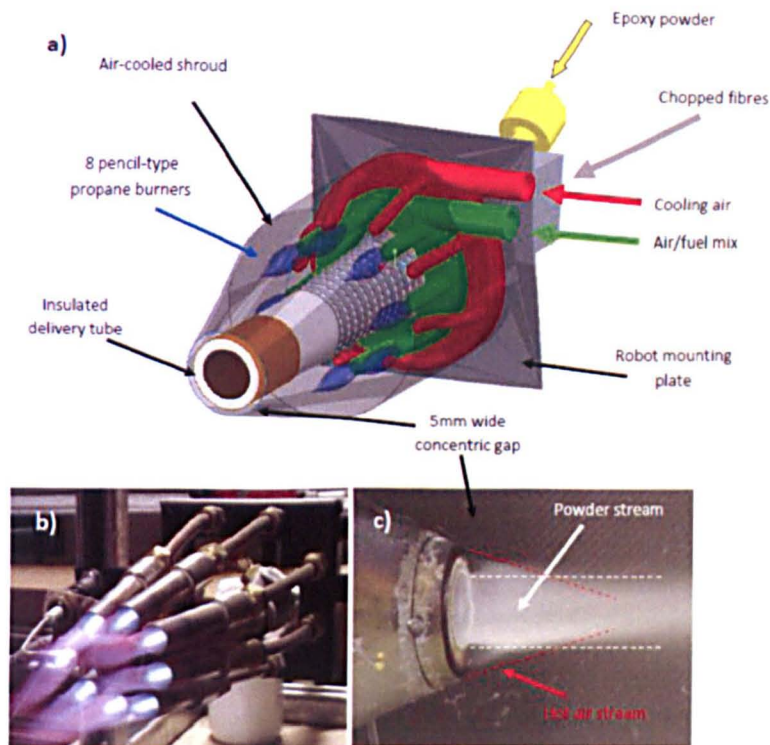 a)
Epoxy powder
Air-cooled shroud
Chopped fibres
8 pencil-type
propane burners
Cooling air
Air/fuel mix
Insulated
delivery tube
Robot mounting
plate
5mm wide
concentric gap
b)
c)
Powder stream
Hot air stream